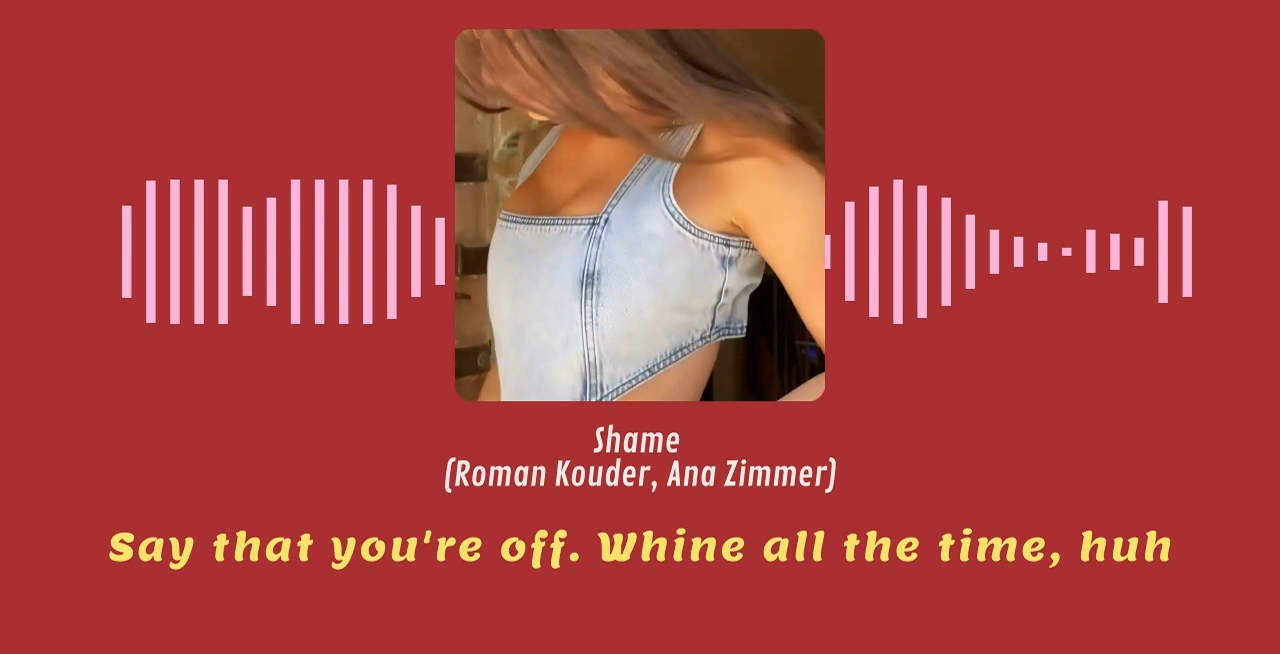 Shame
(Roman Kouder, Ana Zimmer)
Say that you're off. Whine all the time, huh